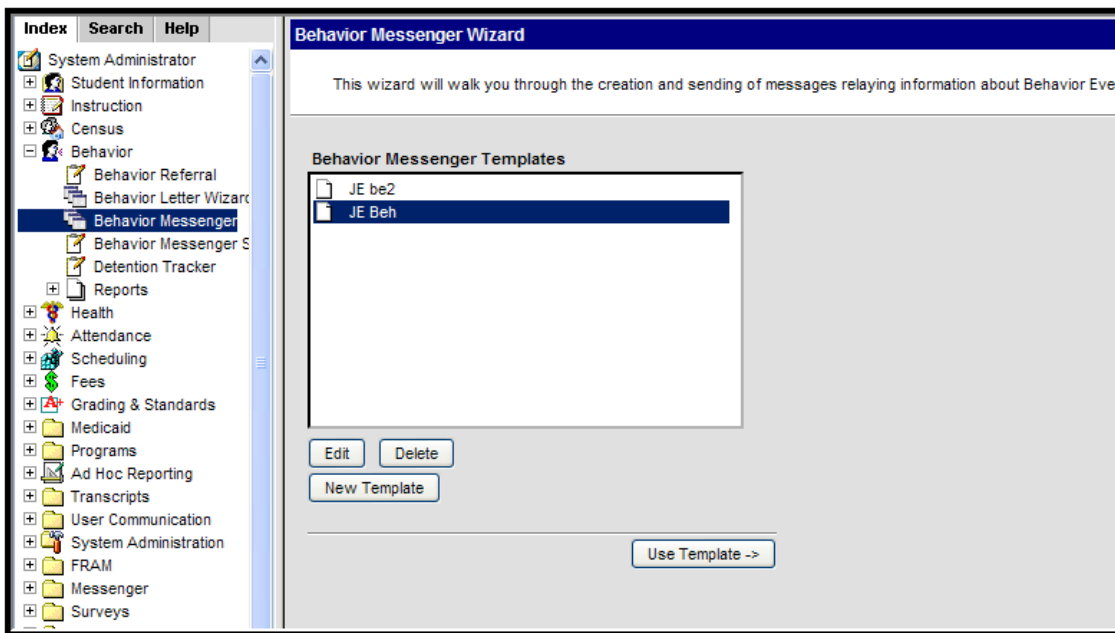 Index Search Help
System Administrator
Student Information
Instruction
Census
Behavior
Behavior Referral
Behavior Letter Wizard
Behavior Messenger
Behavior Messenger S
Detention Tracker
Reports
Health
Attendance
Scheduling
Fees
A+ Grading & Standards
Medicaid
Programs
Ad Hoc Reporting
Transcripts
User Communication
System Administration
FRAM
Messenger
Surveys
Behavior Messenger Wizard
This wizard will walk you through the creation and sending of messages relaying information about Behavior Eve
Behavior Messenger Templates
JE be2
JE Beh
Edit Delete
New Template
Use Template ->